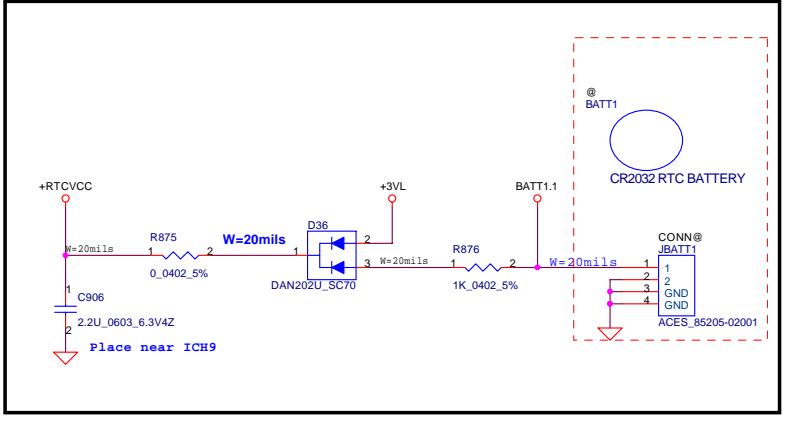 @
BATT1
CR2032 RTC BATTERY
+RTCVCC
+3VL
BATT1.1
R875
W=20mils
D36
W=20mils
1
2
1
2
3
W=20mils
R876
1
2
W=20mils
CONN@
JBATT1
1
2
3
4
1
2
GND
GND
0_0402_5%
DAN202U_SC70
1K_0402_5%
1
C906
2.2U_0603_6.3V4Z
2
ACES_85205-02001
Place near ICH9